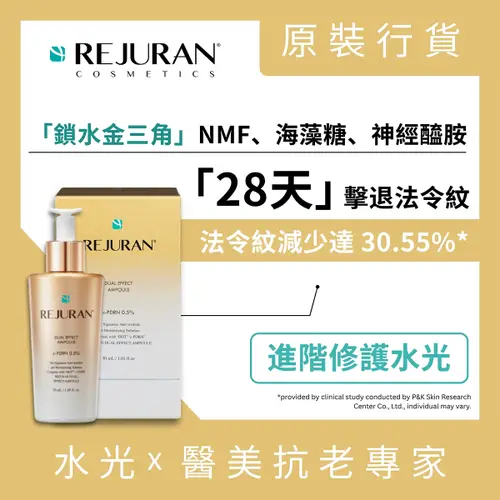 REJURAN®
COSMETICS
原裝行貨
「鎖水金三角」NMF、海藻糖、神經醯胺
「28天」擊退法令紋
法令紋減少達 30.55%*
REJURAN®
DUAL EFFECT
AMPOULE
c-PDRN 0.5%
REJURAN®
DUAL EFFECT
AMPOULE
c-PDRN 0.5%
進階修護水光
*provided by clinical study conducted by P&K Skin Research
Center Co., Ltd., individual may vary.
水光 x 醫美抗老專家